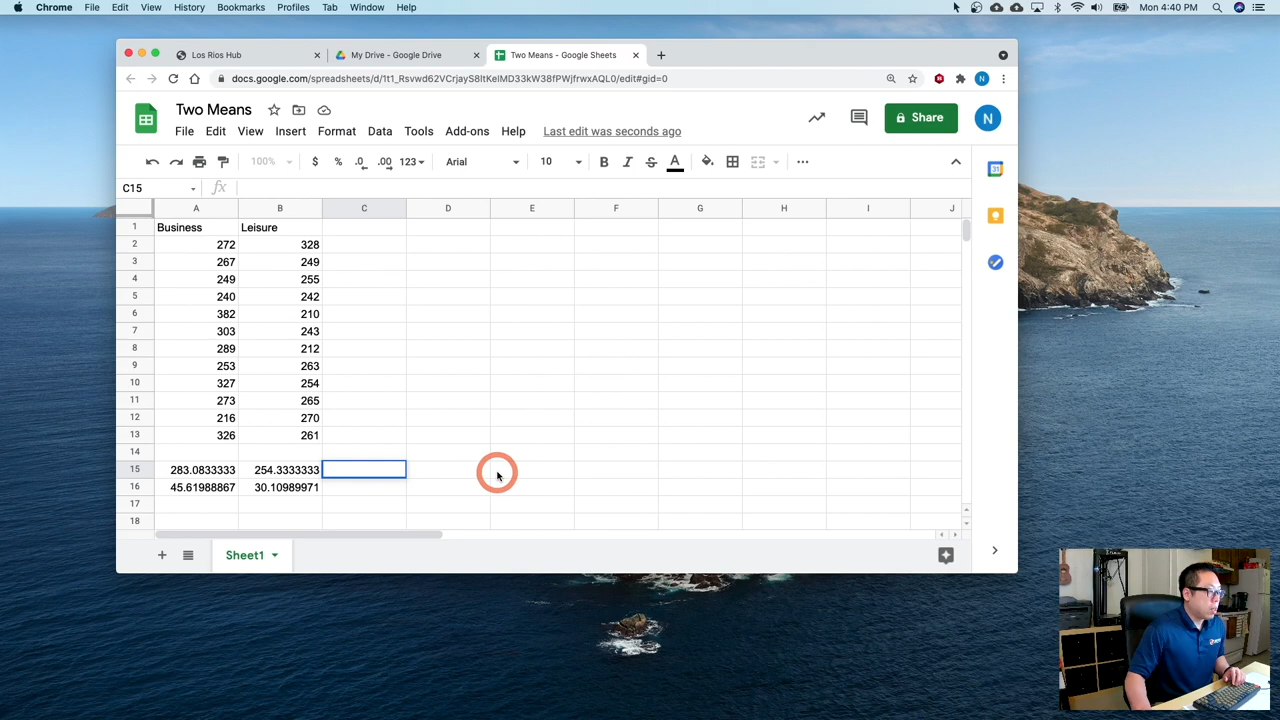 Chrome File Edit View History Bookmarks Profiles Tab Window Help Mon 4:40 PM
Los Rios Hub My Drive - Google Drive Two Means - Google Sheets
docs.google.com/spreadsheets/d/1t1_Rsvwd62VCrjayS8ltKeIMD33kW38fPWjfrwxAQL0/edit#gid=0 N
Two Means
File Edit View Insert Format Data Tools Add-ons Help Last edit was seconds ago
Share
N
100% $ % .0 .00 123 Arial 10 B I S A
C15 fx
31
A B C D E F G H I J
1 Business Leisure
2 272 328
3 267 249
4 249 255
5 240 242
6 382 210
7 303 243
8 289 212
9 253 263
10 327 254
11 273 265
12 216 270
13 326 261
14
15 283.0833333 254.3333333
16 45.61988867 30.10989971
17
18
Sheet1